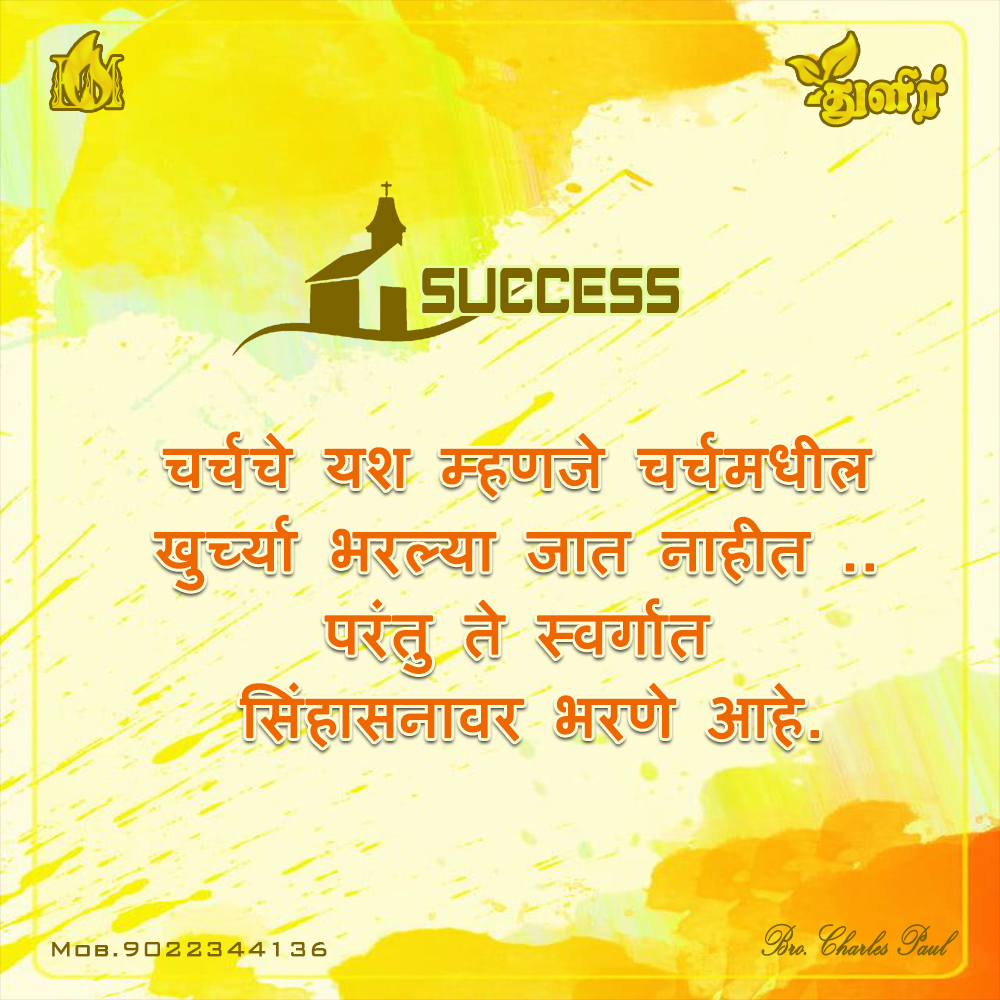 துளிர்
SUCCESS
चर्चचे यश म्हणजे चर्चमधील
खुर्च्या भरल्या जात नाहीत ..
परंतु ते स्वर्गात
सिंहासनावर भरणे आहे.
Mob.9022344136
Bro. Charles Paul